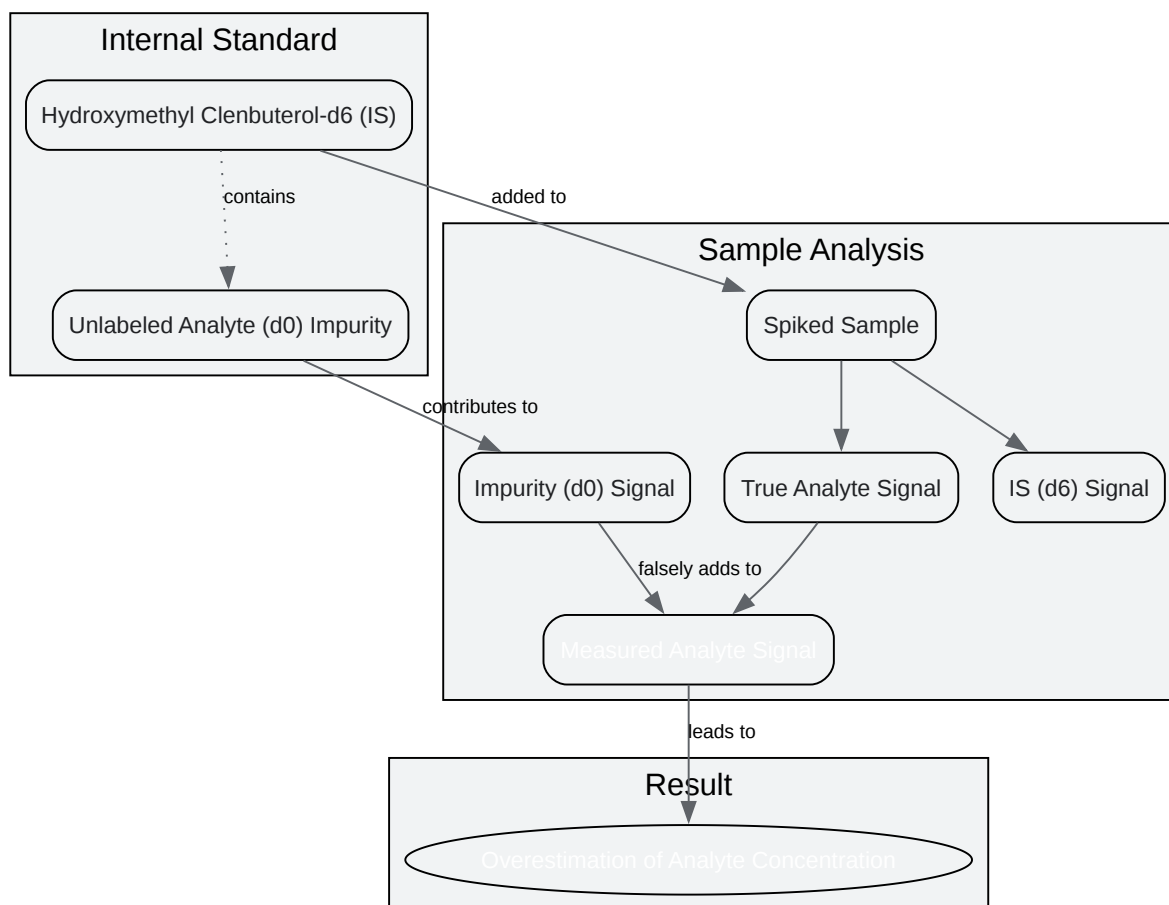 Internal Standard
Hydroxymethyl Clenbuterol-d6 (IS)
contains
added to
Unlabeled Analyte (d0) Impurity
Sample Analysis
Spiked Sample
contributes to
Impurity (d0) Signal
True Analyte Signal
IS (d6) Signal
falsely adds to
Measured Analyte Signal
leads to
Result
Overestimation of Analyte Concentration